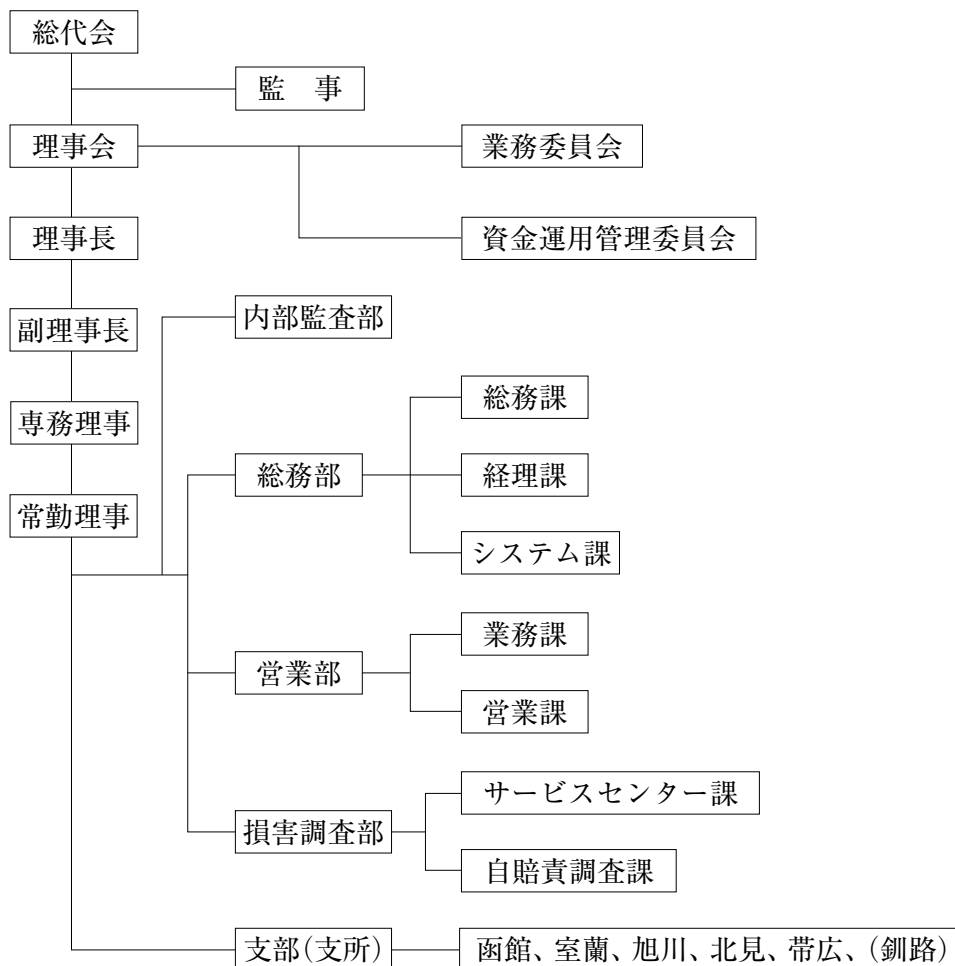 総代会
監　事
理事会
業務委員会
理事長
資金運用管理委員会
副理事長
内部監査部
専務理事
総務課
総務部
経理課
常勤理事
システム課
業務課
営業部
営業課
サービスセンター課
損害調査部
自賠責調査課
支部（支所）
函館、室蘭、旭川、北見、帯広、（釧路）